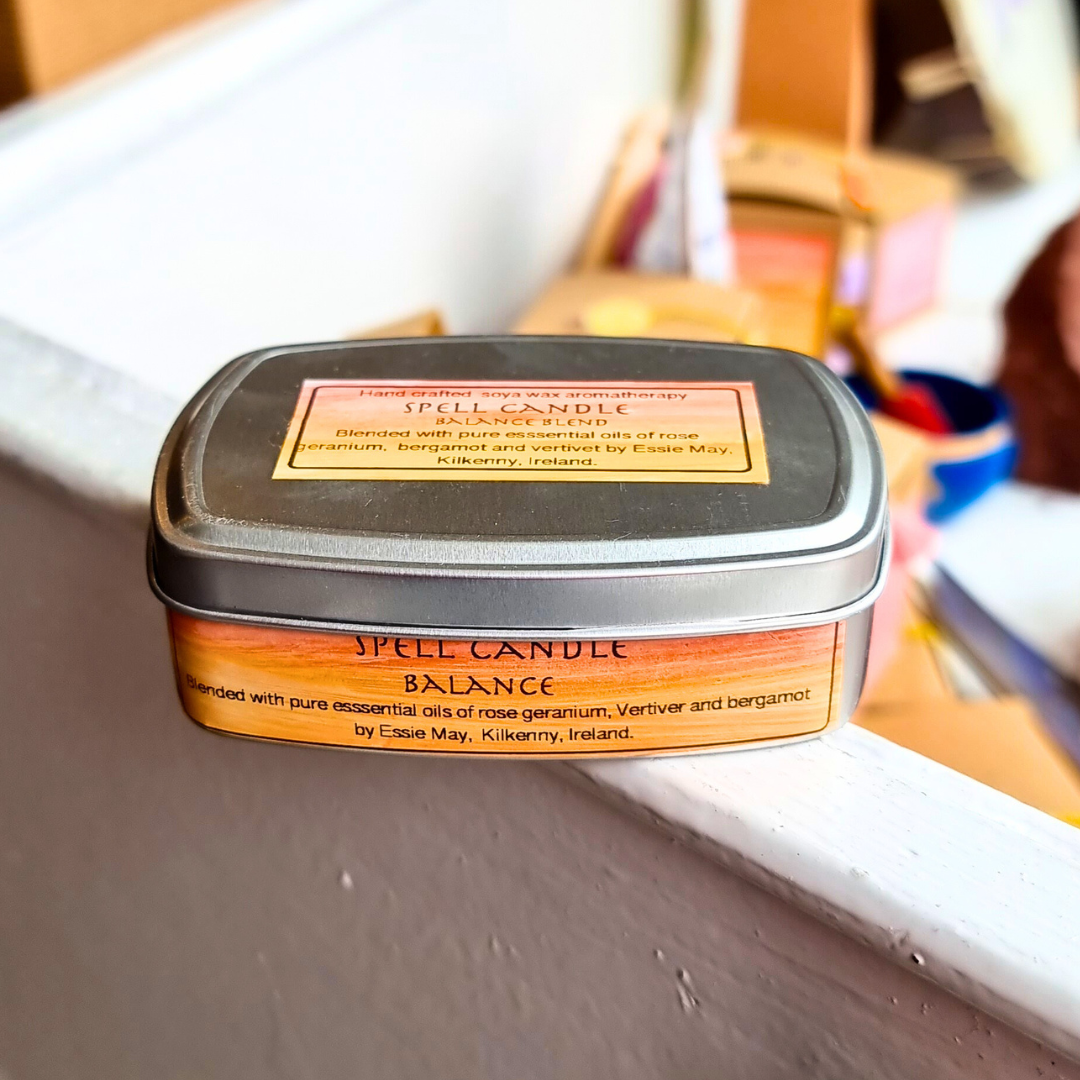 Hand crafted soya wax aromatherapy
SPELL CANDLE
BALANCE BLEND
Blended with pure esssential oils of rose
geranium, bergamot and vertivet by Essie May,
Kilkenny, Ireland.
SPELL CANDLE
BALANCE
Blended with pure esssential oils of rose geranium, Vertiver and bergamot
by Essie May, Kilkenny, Ireland.